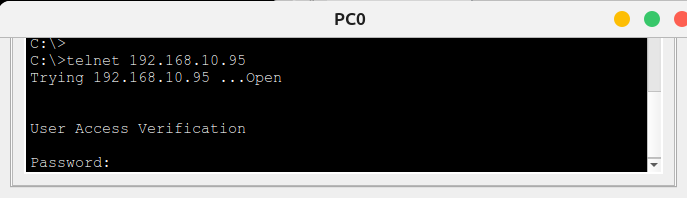 PC0
C:\>
C:\>telnet 192.168.10.95
Trying 192.168.10.95 ...Open
User Access Verification
Password: